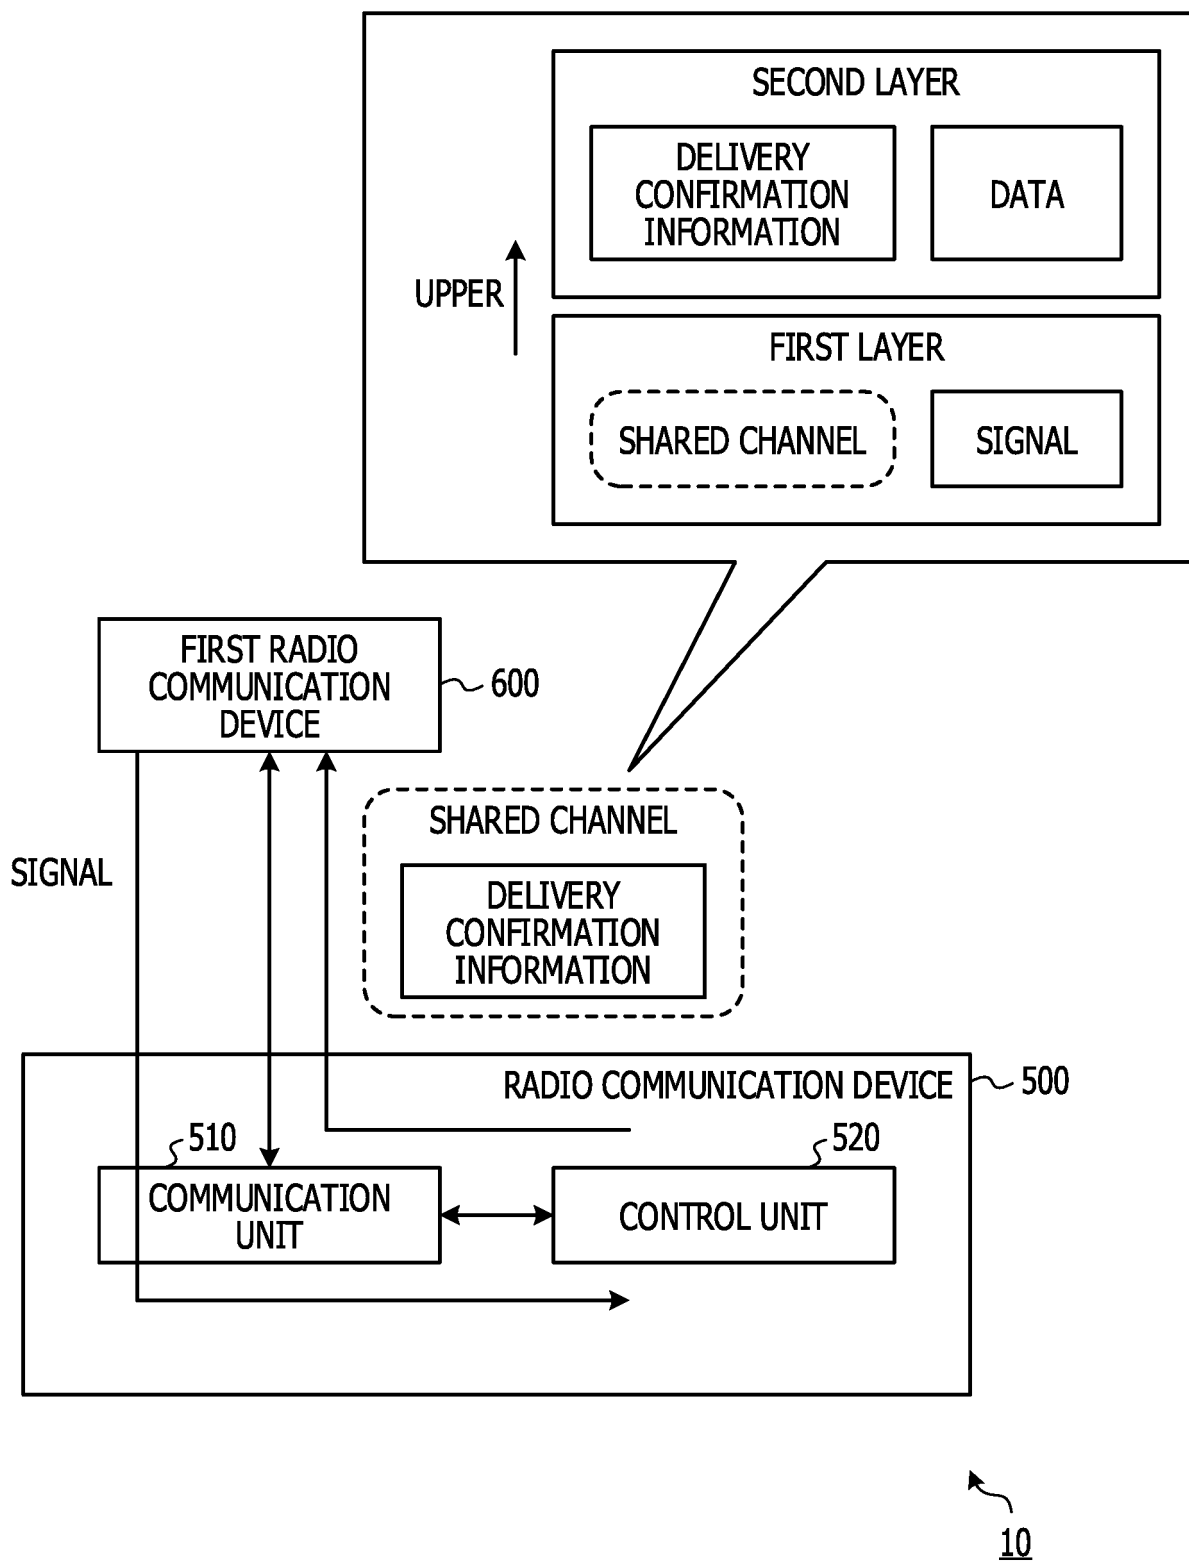 SECOND LAYER
DELIVERY
CONFIRMATION
INFORMATION
DATA
UPPER
FIRST LAYER
SHARED CHANNEL
SIGNAL
FIRST RADIO
COMMUNICATION
DEVICE
600
SHARED CHANNEL
SIGNAL
DELIVERY
CONFIRMATION
INFORMATION
RADIO COMMUNICATION DEVICE
500
510
520
COMMUNICATION
UNIT
CONTROL UNIT
10